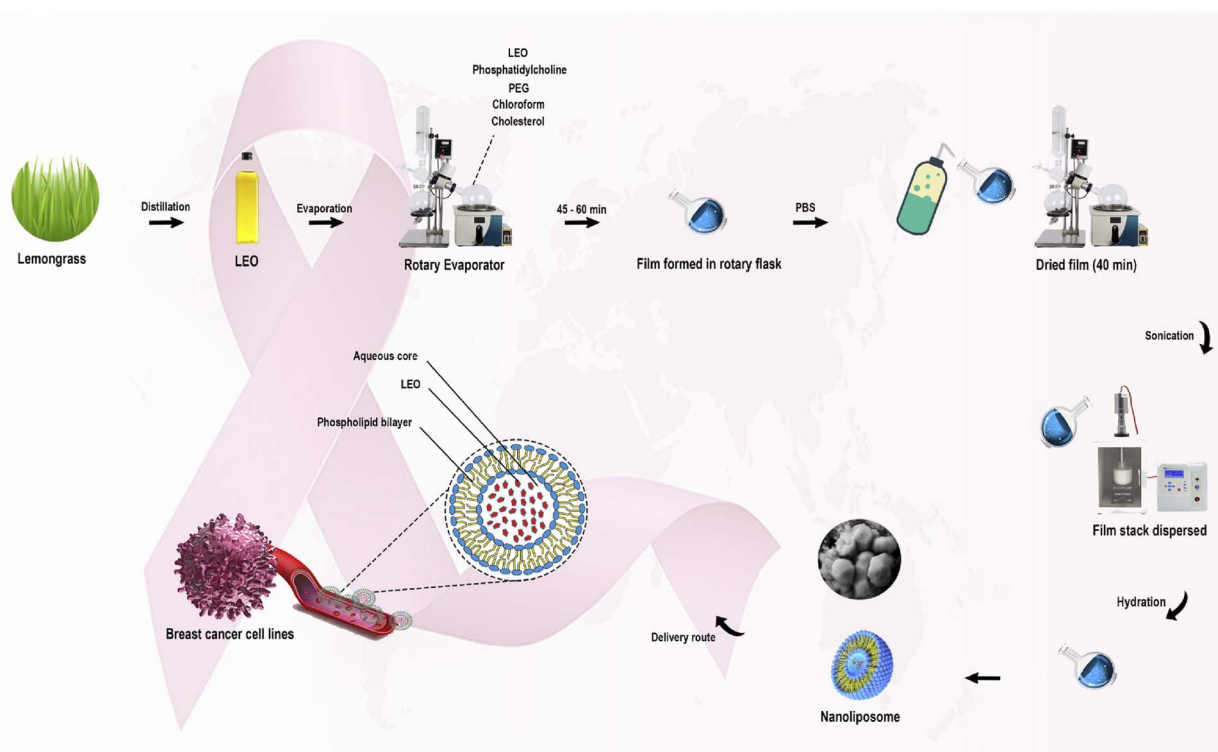 LEO
Phosphatidylcholine
PEG
Chloroform
Cholesterol
Distillation
Evaporation
45 - 60 min
PBS
Lemongrass
LEO
Rotary Evaporator
Film formed in rotary flask
Dried film (40 min)
Sonication
Aqueous core
LEO
Phospholipid bilayer
Film stack dispersed
Hydration
Breast cancer cell lines
Delivery route
Nanoliposome